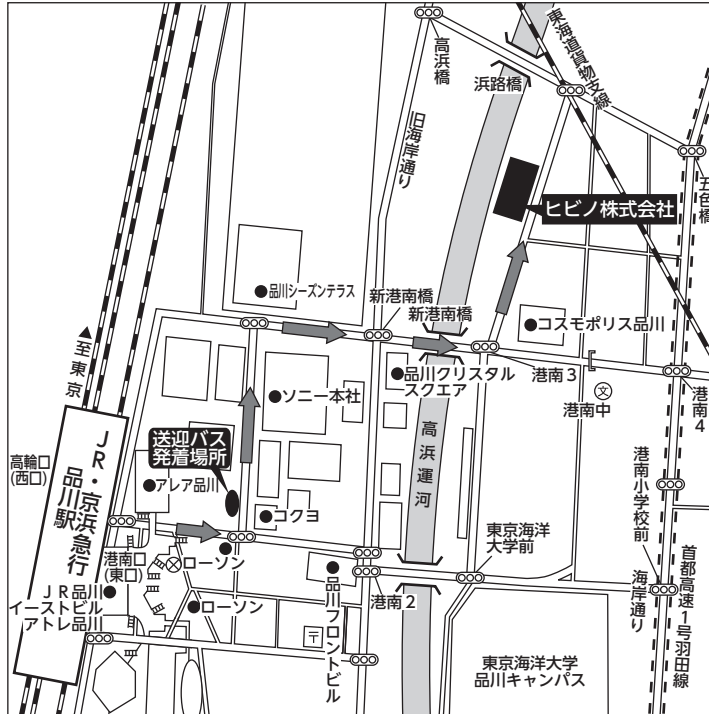 東海道貨物支線
高浜橋
浜路橋
五色橋
旧海岸通り
ヒビノ株式会社
品川シーズンテラス
新港南橋
新港南橋
コスモポリス品川
▲至東京
品川クリスタル
スクエア
港南3
港南4
ソニー本社
文
港南中
送迎バス
発着場所
高浜運河
高輪口
(西口)
JR・京浜急行
品川駅
アレア品川
コクヨ
東京海洋
大学前
港南小学校前
港南口
(東口)
ローソン
JR品川
イーストビル
アトレ品川
ローソン
品川フロントビル
港南2
海岸通り
首都高速1号羽田線
〒
東京海洋大学
品川キャンパス